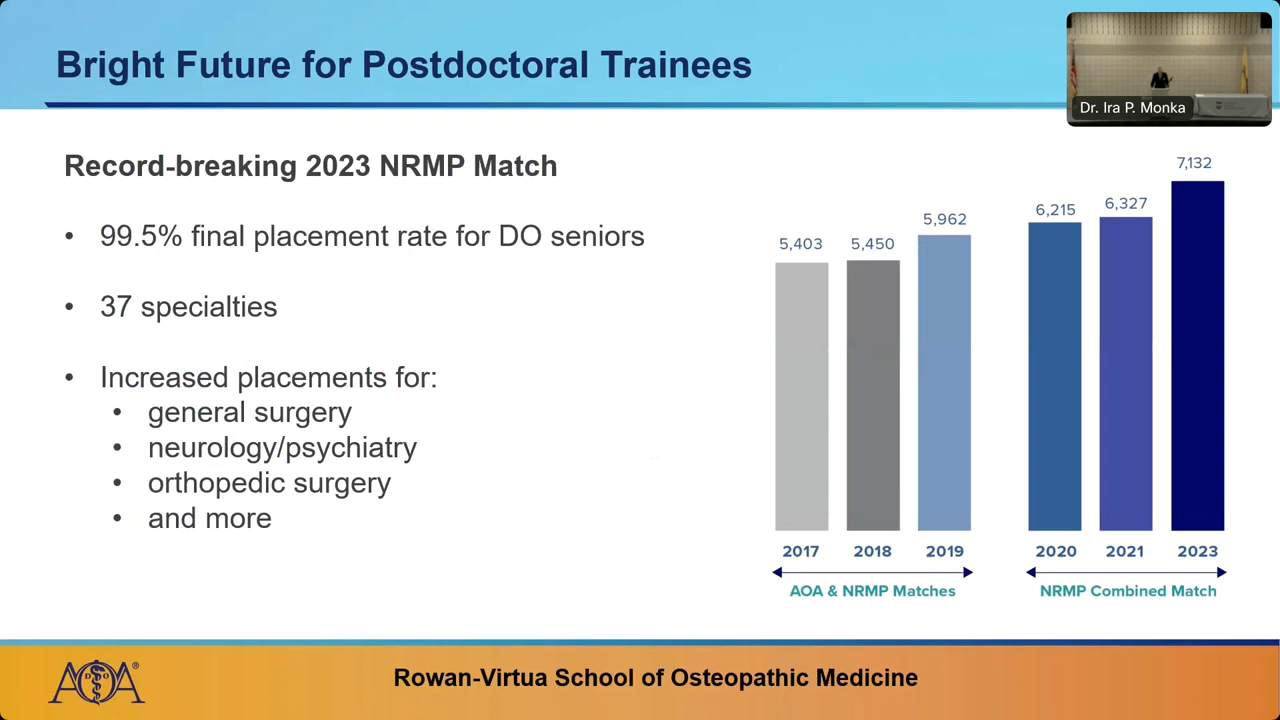 Bright Future for Postdoctoral Trainees
Dr. Ira P. Monka
Record-breaking 2023 NRMP Match
• 99.5% final placement rate for DO seniors
• 37 specialties
• Increased placements for:
• general surgery
• neurology/psychiatry
• orthopedic surgery
• and more
5,403
5,450
5,962
6,215
6,327
7,132
2017 2018 2019 2020 2021 2023
AOA & NRMP Matches
NRMP Combined Match
AOA®
DO
Rowan-Virtua School of Osteopathic Medicine